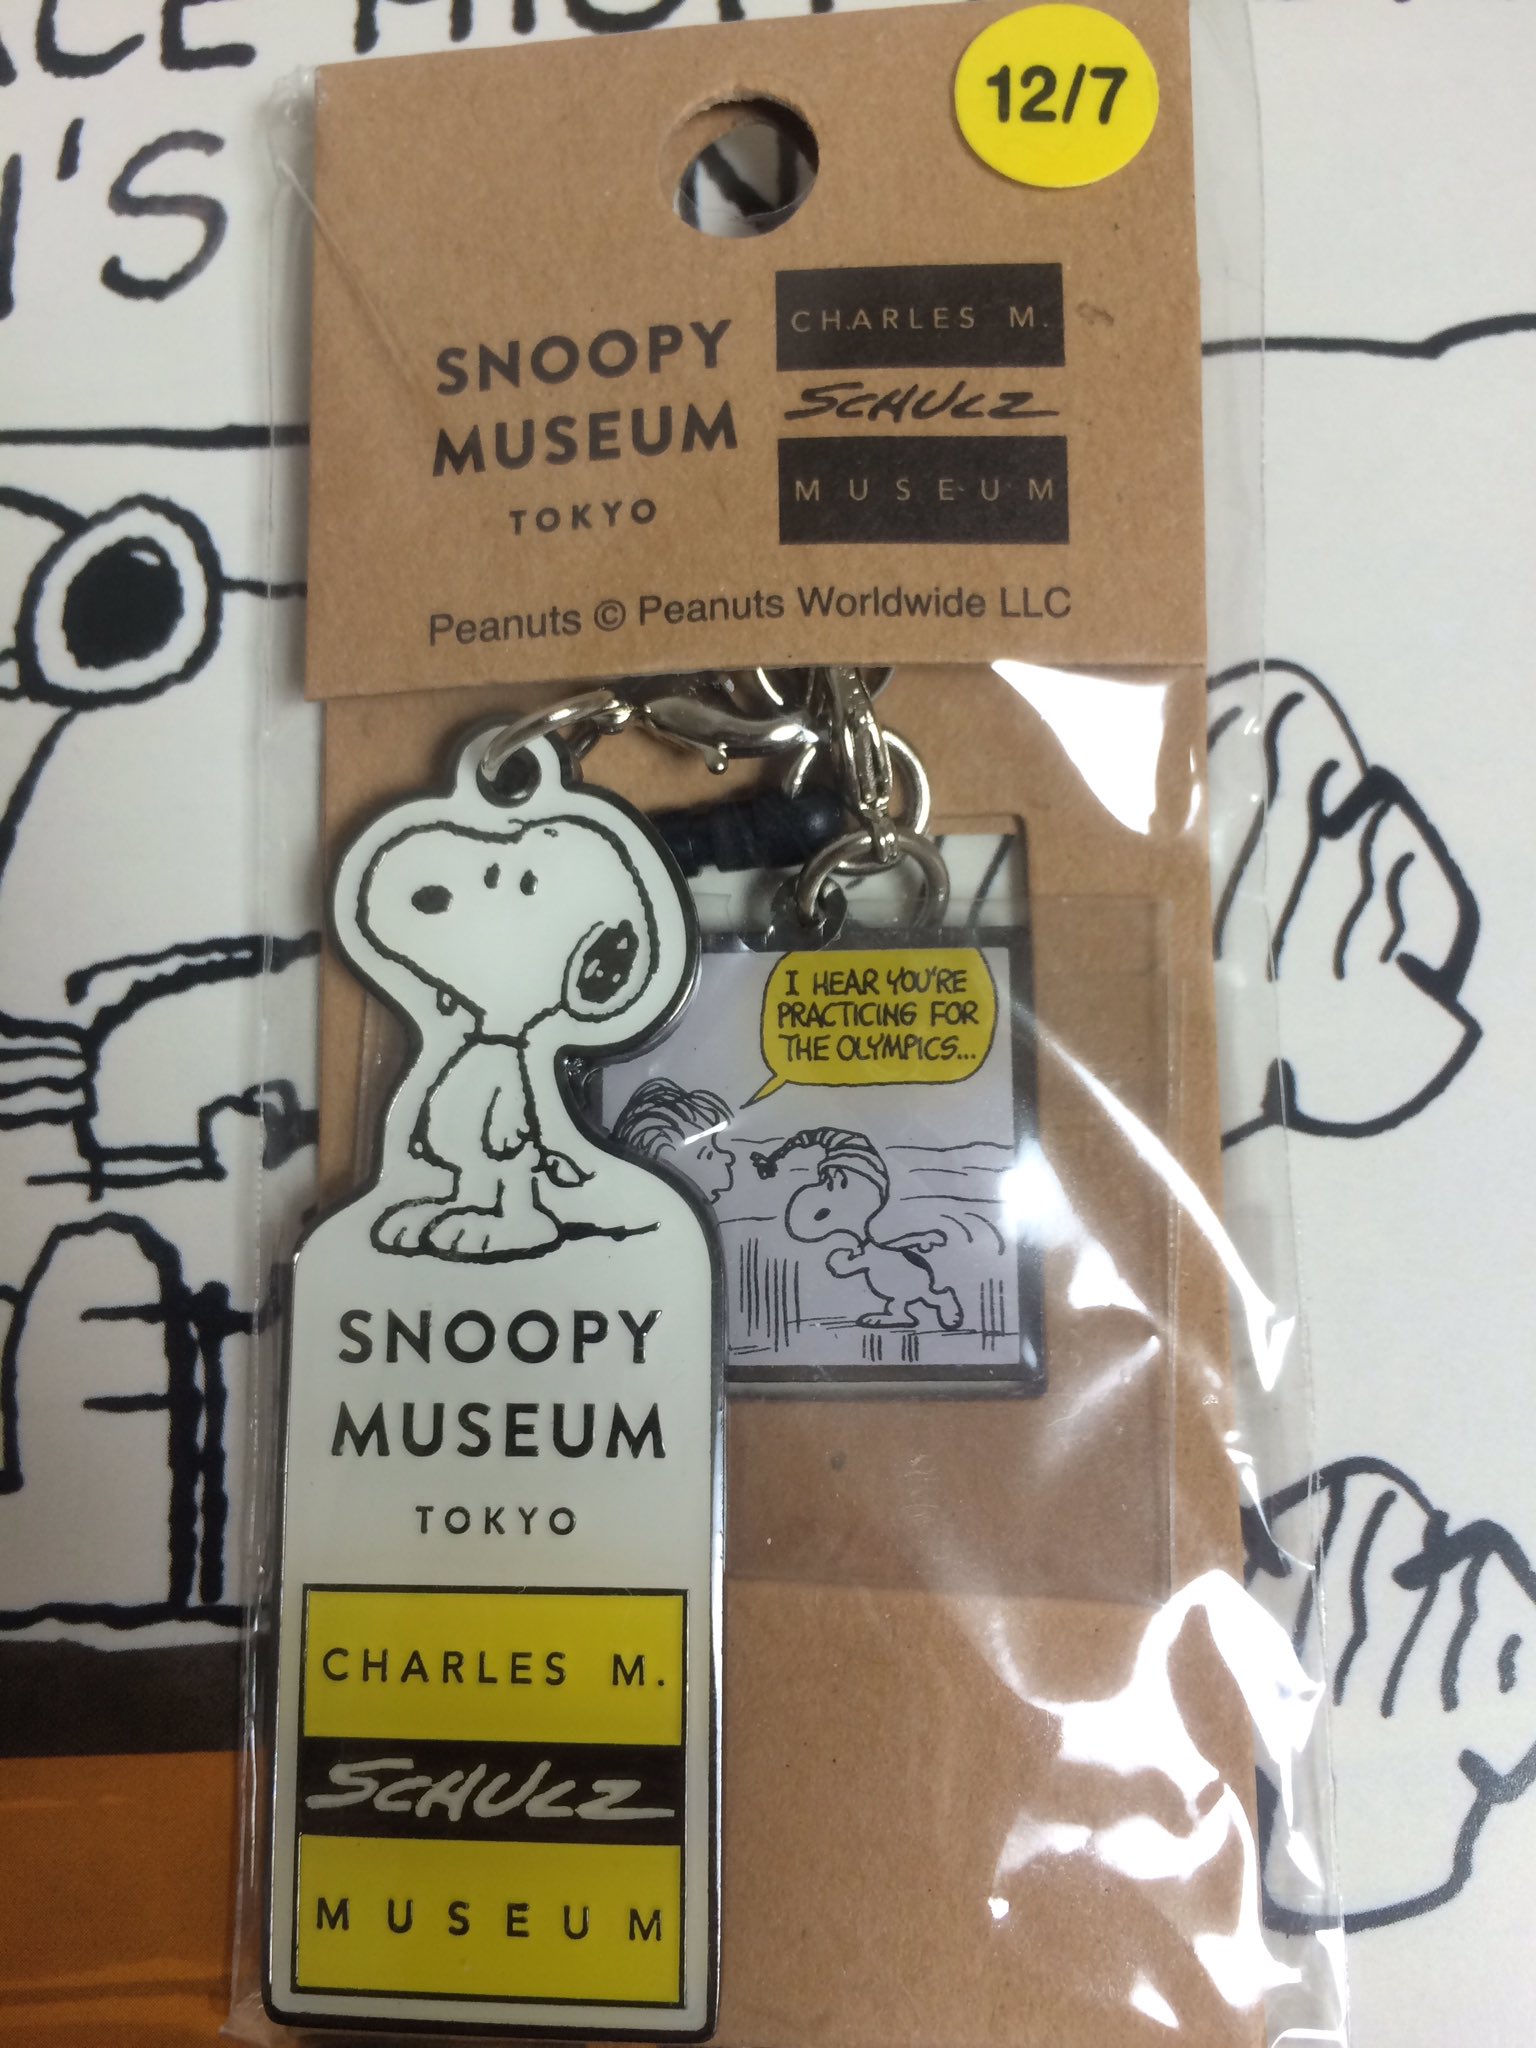 'S
12/7
SNOOPY
MUSEUM
TOKYO
CHARLES M.
SCHULZ
MUSEUM
Peanuts © Peanuts Worldwide LLC
I HEAR YOU'RE
PRACTICING FOR
THE OLYMPICS...
SNOOPY
MUSEUM
TOKYO
CHARLES M.
SCHULZ
MUSEUM